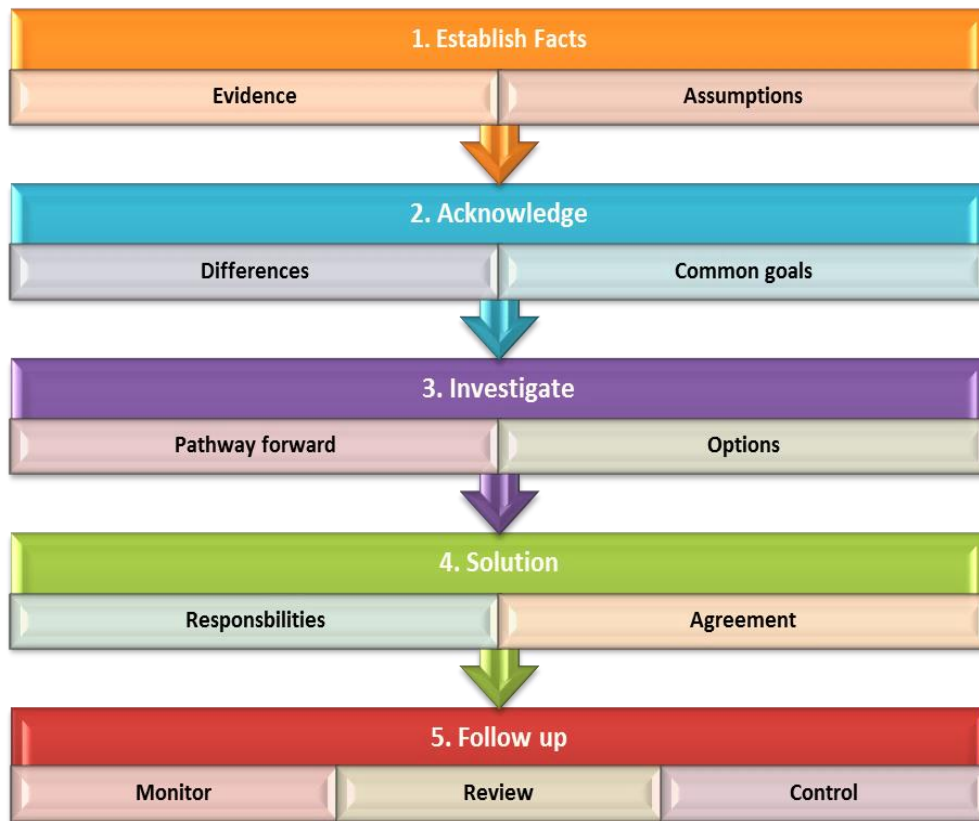 1. Establish Facts
Evidence
Assumptions
2. Acknowledge
Differences
Common goals
3. Investigate
Pathway forward
Options
4. Solution
Responsbilities
Agreement
5. Follow up
Monitor
Review
Control